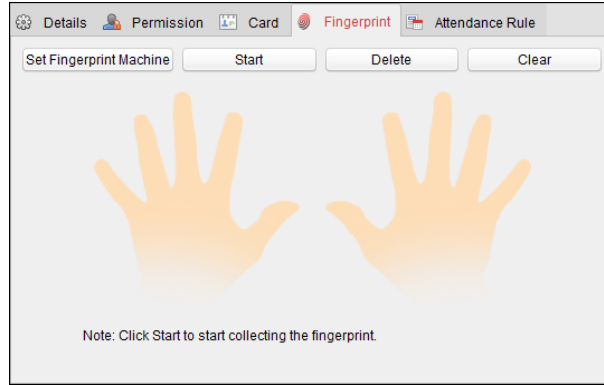 Details Permission Card Fingerprint Attendance Rule
Set Fingerprint Machine Start Delete Clear
Note: Click Start to start collecting the fingerprint.